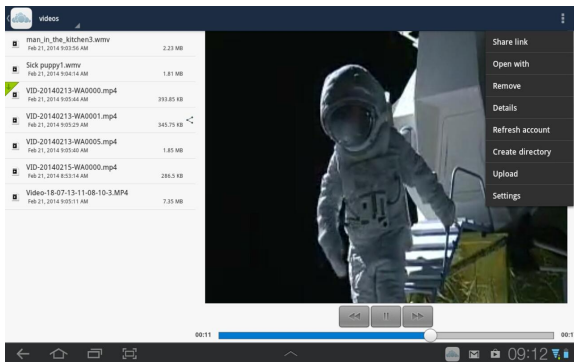 videos
man_in_the_kitchen3.wmv
Feb 21, 2014 9:03:56 AM 2.23 MB
Sick puppy1.wmv
Feb 21, 2014 9:04:14 AM 1.81 MB
VID-20140213-WA0000.mp4
Feb 21, 2014 9:05:44 AM 393.85 KB
VID-20140213-WA0001.mp4
Feb 21, 2014 9:05:29 AM 345.75 KB
VID-20140213-WA0005.mp4
Feb 21, 2014 9:05:40 AM 1.85 MB
VID-20140215-WA0000.mp4
Feb 21, 2014 8:53:14 AM 286.5 KB
Video-18-07-13-11-08-10-3.MP4
Feb 21, 2014 9:05:11 AM 7.35 MB
Share link
Open with
Remove
Details
Refresh account
Create directory
Upload
Settings
00:11
09:12